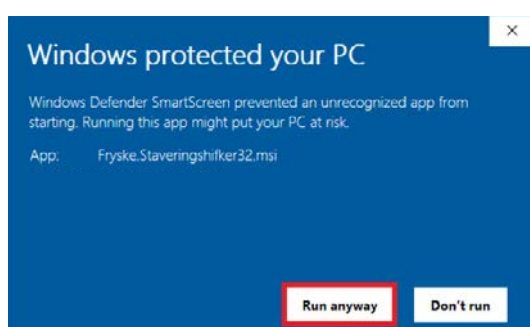 Windows protected your PC
Windows Defender SmartScreen prevented an unrecognized app from
starting. Running this app might put your PC at risk.
App: Fryske.Staveringshifker32.msi
Run anyway Don't run